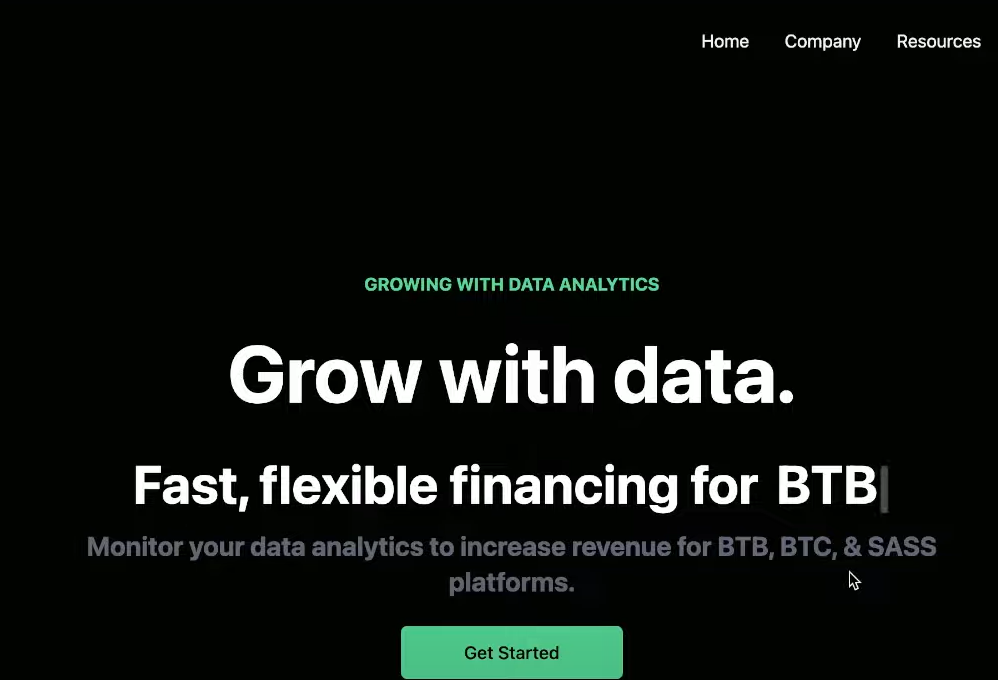 Home Company Resources
GROWING WITH DATA ANALYTICS
Grow with data.
Fast, flexible financing for BTB
Monitor your data analytics to increase revenue for BTB, BTC, & SASS
platforms.
Get Started